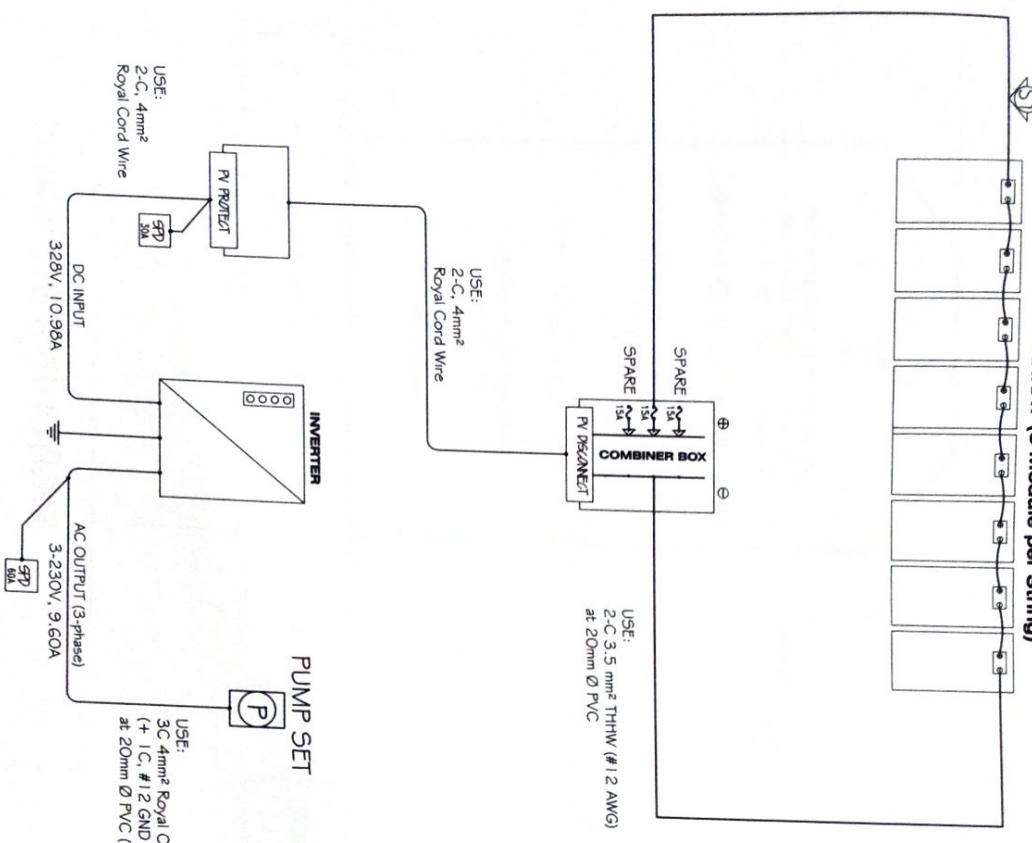 (8 Module per String)
S1
SPARE
SPARE
15A
15A
15A
COMBINER BOX
PV DISCONNECT
USE:
2-C 3.5 mm² THHW (#12 AWG)
at 20mm Ø PVC
USE:
2-C, 4mm²
Royal Cord Wire
PV PROTECT
SPD
30A
USE:
2-C, 4mm²
Royal Cord Wire
DC INPUT
328V, 10.98A
INVERTER
AC OUTPUT (3-phase)
3-230V, 9.60A
SPD
60A
PUMP SET
P
USE:
3C 4mm² Royal C
(+ 1C, #12 GND
at 20mm Ø PVC (